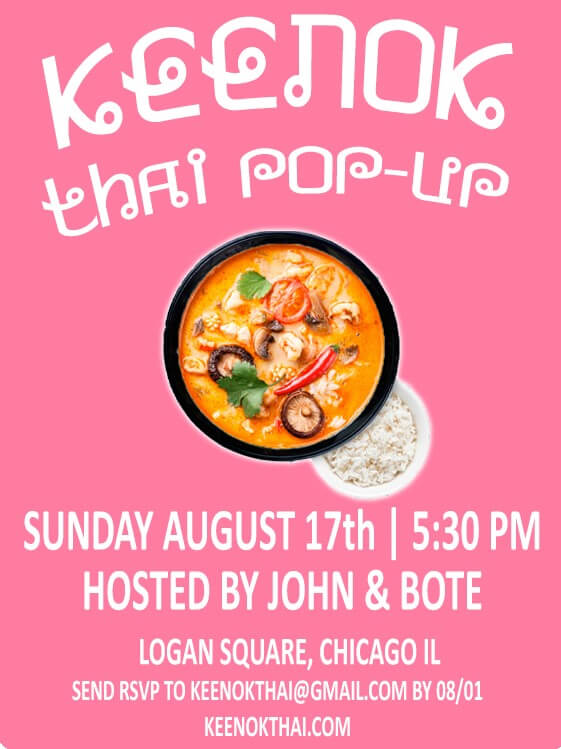 KEENOK
THAI POP-UP
SUNDAY AUGUST 17th | 5:30 PM
HOSTED BY JOHN & BOTE
LOGAN SQUARE, CHICAGO IL
SEND RSVP TO KEENOKTHAI@GMAIL.COM BY 08/01
KEENOKTHAI.COM